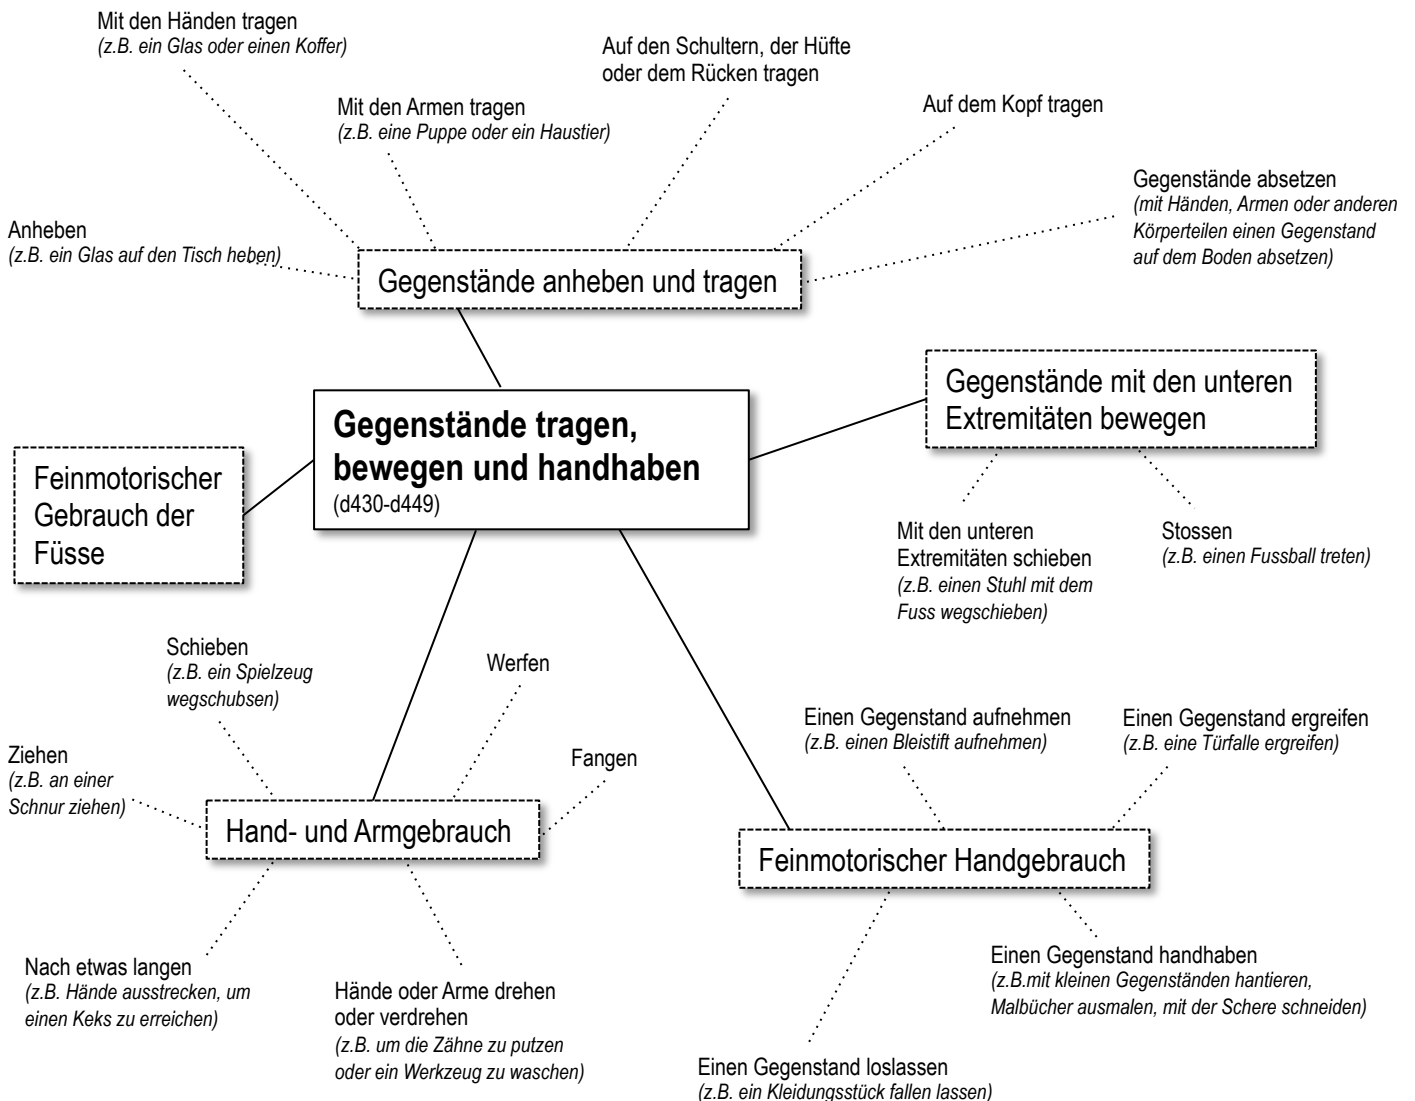 Mit den Händen tragen
(z.B. ein Glas oder einen Koffer)
Auf den Schultern, der Hüfte
oder dem Rücken tragen
Mit den Armen tragen
(z.B. eine Puppe oder ein Haustier)
Auf dem Kopf tragen
Gegenstände absetzen
(mit Händen, Armen oder anderen
Körperteilen einen Gegenstand
auf dem Boden absetzen)
Anheben
(z.B. ein Glas auf den Tisch heben)
Gegenstände anheben und tragen
Gegenstände mit den unteren
Extremitäten bewegen
Gegenstände tragen,
bewegen und handhaben
(d430-d449)
Feinmotorischer
Gebrauch der
Füsse
Mit den unteren
Extremitäten schieben
(z.B. einen Stuhl mit dem
Fuss wegschieben)
Stossen
(z.B. einen Fussball treten)
Schieben
(z.B. ein Spielzeug
wegschubsen)
Werfen
Ziehen
(z.B. an einer
Schnur ziehen)
Fangen
Einen Gegenstand aufnehmen
(z.B. einen Bleistift aufnehmen)
Einen Gegenstand ergreifen
(z.B. eine Türfalle ergreifen)
Hand- und Armgebrauch
Feinmotorischer Handgebrauch
Nach etwas langen
(z.B. Hände ausstrecken, um
einen Keks zu erreichen)
Hände oder Arme drehen
oder verdrehen
(z.B. um die Zähne zu putzen
oder ein Werkzeug zu waschen)
Einen Gegenstand handhaben
(z.B.mit kleinen Gegenständen hantieren,
Malbücher ausmalen, mit der Schere schneiden)
Einen Gegenstand loslassen
(z.B. ein Kleidungsstück fallen lassen)